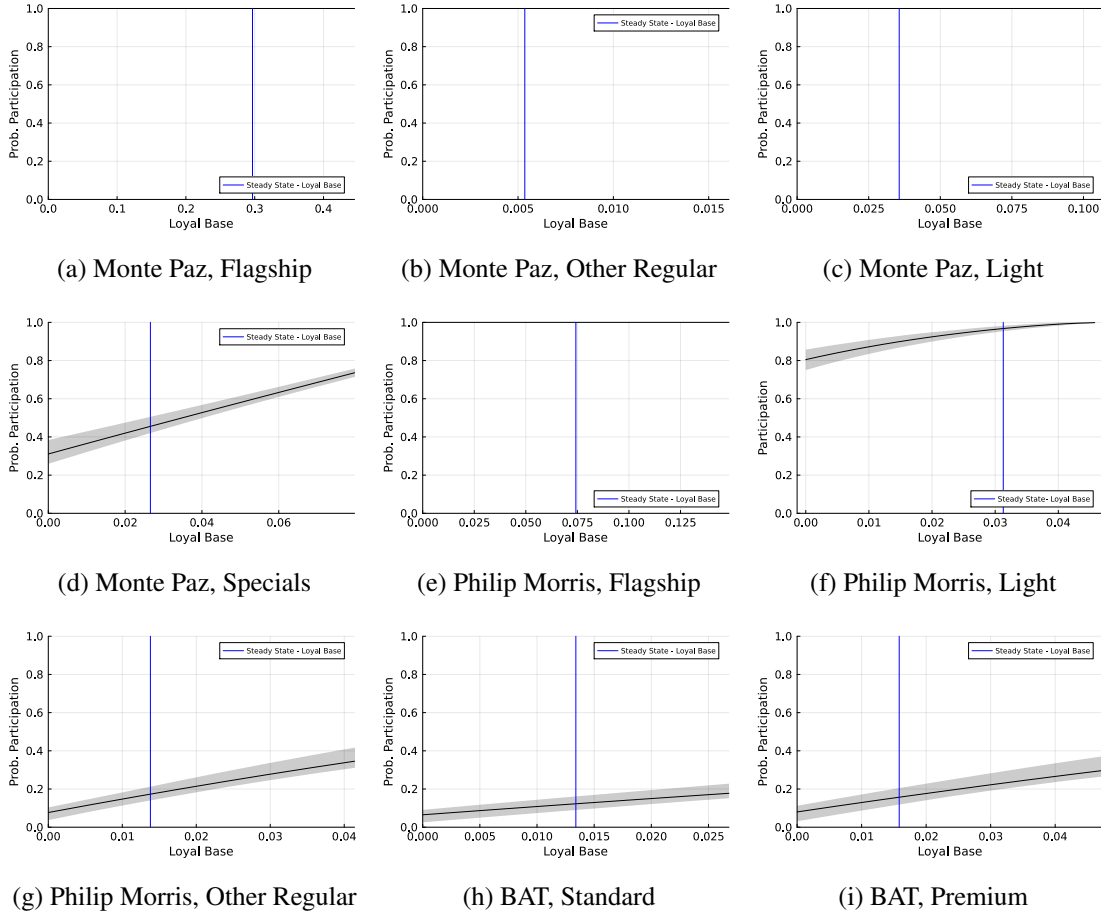 1.0
0.8
0.6
0.4
0.2
0.0
Prob. Participation
Steady State - Loyal Base
0.0 0.1 0.2 0.3 0.4
Loyal Base
(a) Monte Paz, Flagship
1.0
0.8
0.6
0.4
0.2
0.0
Prob. Participation
Steady State - Loyal Base
0.000 0.005 0.010 0.015
Loyal Base
(b) Monte Paz, Other Regular
1.0
0.8
0.6
0.4
0.2
0.0
Prob. Participation
Steady State - Loyal Base
0.000 0.025 0.050 0.075 0.100
Loyal Base
(c) Monte Paz, Light
1.0
0.8
0.6
0.4
0.2
0.0
Prob. Participation
Steady State - Loyal Base
0.00 0.02 0.04 0.06
Loyal Base
(d) Monte Paz, Specials
1.0
0.8
0.6
0.4
0.2
0.0
Prob. Participation
Steady State - Loyal Base
0.000 0.025 0.050 0.075 0.100 0.125
Loyal Base
(e) Philip Morris, Flagship
1.0
0.8
0.6
0.4
0.2
0.0
Participation
Steady State- Loyal Base
0.00 0.01 0.02 0.03 0.04
Loyal Base
(f) Philip Morris, Light
1.0
0.8
0.6
0.4
0.2
0.0
Prob. Participation
Steady State - Loyal Base
0.00 0.01 0.02 0.03 0.04
Loyal Base
(g) Philip Morris, Other Regular
1.0
0.8
0.6
0.4
0.2
0.0
Prob. Participation
Steady State - Loyal Base
0.000 0.005 0.010 0.015 0.020 0.025
Loyal Base
(h) BAT, Standard
1.0
0.8
0.6
0.4
0.2
0.0
Prob. Participation
Steady State - Loyal Base
0.00 0.01 0.02 0.03 0.04
Loyal Base
(i) BAT, Premium